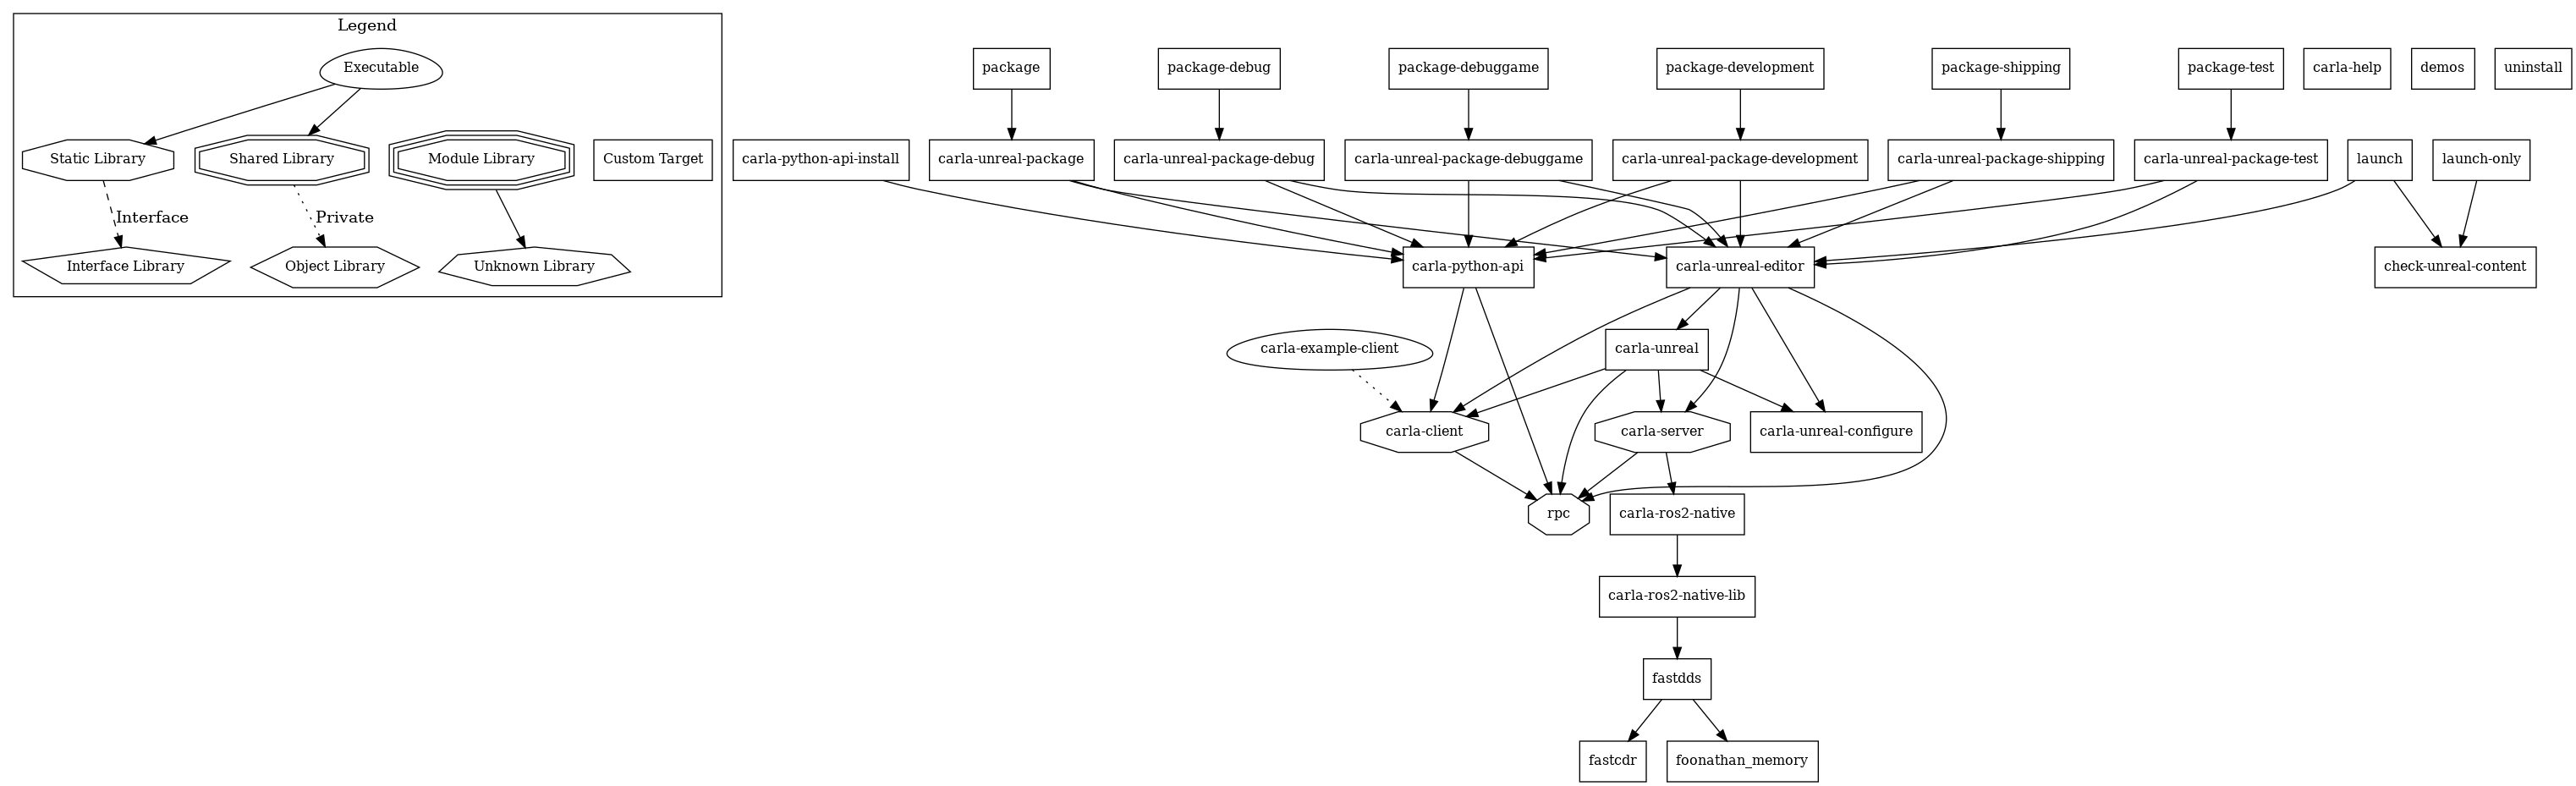 Legend
Executable
Static Library
Shared Library
Module Library
Custom Target
Interface
Private
Interface Library
Object Library
Unknown Library
package
package-debug
package-debuggame
package-development
package-shipping
package-test
carla-help
demos
uninstall
carla-python-api-install
carla-unreal-package
carla-unreal-package-debug
carla-unreal-package-debuggame
carla-unreal-package-development
carla-unreal-package-shipping
carla-unreal-package-test
launch
launch-only
carla-python-api
carla-unreal-editor
check-unreal-content
carla-example-client
carla-unreal
carla-client
carla-server
carla-unreal-configure
rpc
carla-ros2-native
carla-ros2-native-lib
fastdds
fastcdr
foonathan_memory